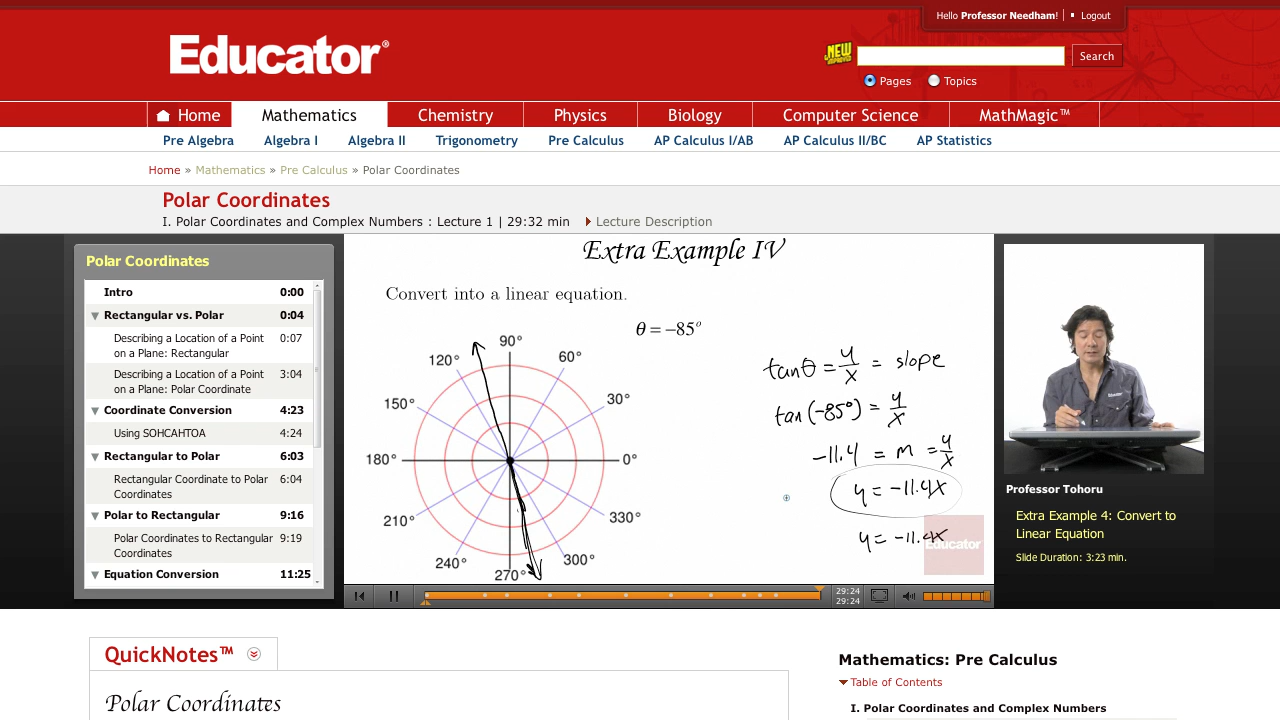 Hello Professor Needham! | ▪ Logout
Educator®
NEW
Search
Pages Topics
Home Mathematics Chemistry Physics Biology Computer Science MathMagic™
Pre Algebra Algebra I Algebra II Trigonometry Pre Calculus AP Calculus I/AB AP Calculus II/BC AP Statistics
Home » Mathematics » Pre Calculus » Polar Coordinates
Polar Coordinates
I. Polar Coordinates and Complex Numbers : Lecture 1 | 29:32 min Lecture Description
Polar Coordinates
Intro 0:00
Rectangular vs. Polar 0:04
Describing a Location of a Point 0:07
on a Plane: Rectangular
Describing a Location of a Point 3:04
on a Plane: Polar Coordinate
Coordinate Conversion 4:23
Using SOHCAHTOA 4:24
Rectangular to Polar 6:03
Rectangular Coordinate to Polar 6:04
Coordinates
Polar to Rectangular 9:16
Polar Coordinates to Rectangular 9:19
Coordinates
Equation Conversion 11:25
Extra Example IV
Convert into a linear equation.
θ = −85°
90°
120° 60°
150° 30°
180° 0°
210° 330°
240° 300°
270°
tanθ = y/x = slope
tan(-85°) = y/x
-11.4 = m = y/x
y = -11.4x
y = -11.4x
Educator
29:24
29:24
Educator
Professor Tohoru
Extra Example 4: Convert to
Linear Equation
Slide Duration: 3:23 min.
QuickNotes™
Polar Coordinates
Mathematics: Pre Calculus
Table of Contents
I. Polar Coordinates and Complex Numbers